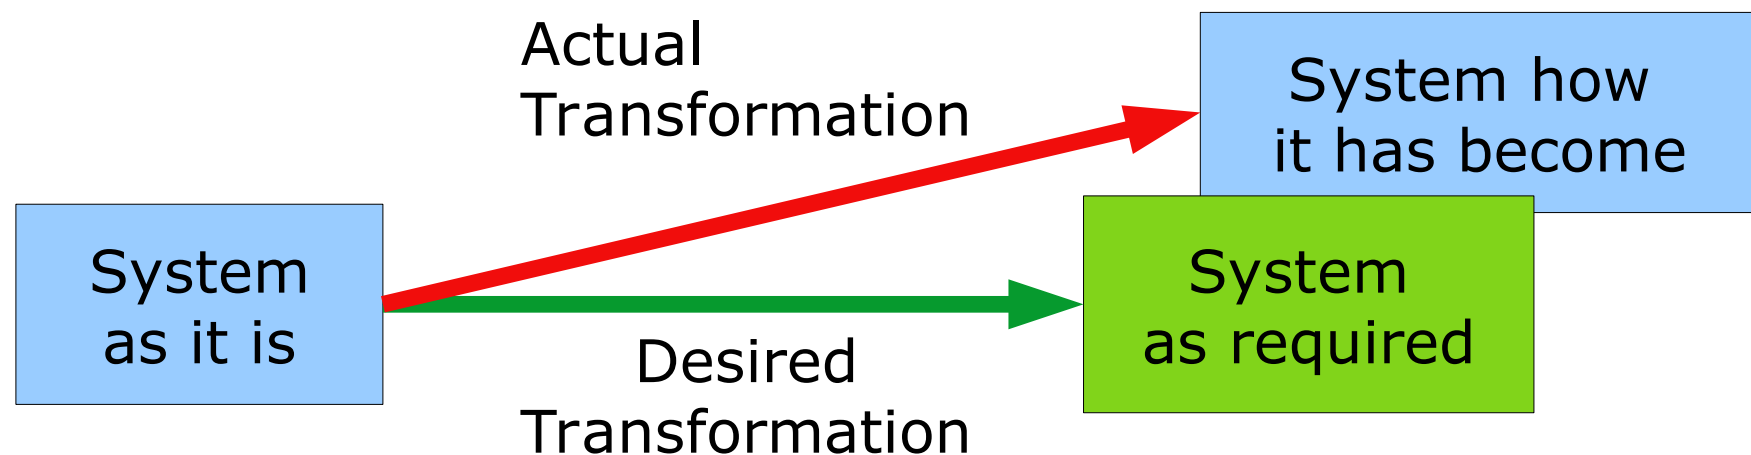 Actual
Transformation
System how
it has become
System
as it is
System
as required
Desired
Transformation